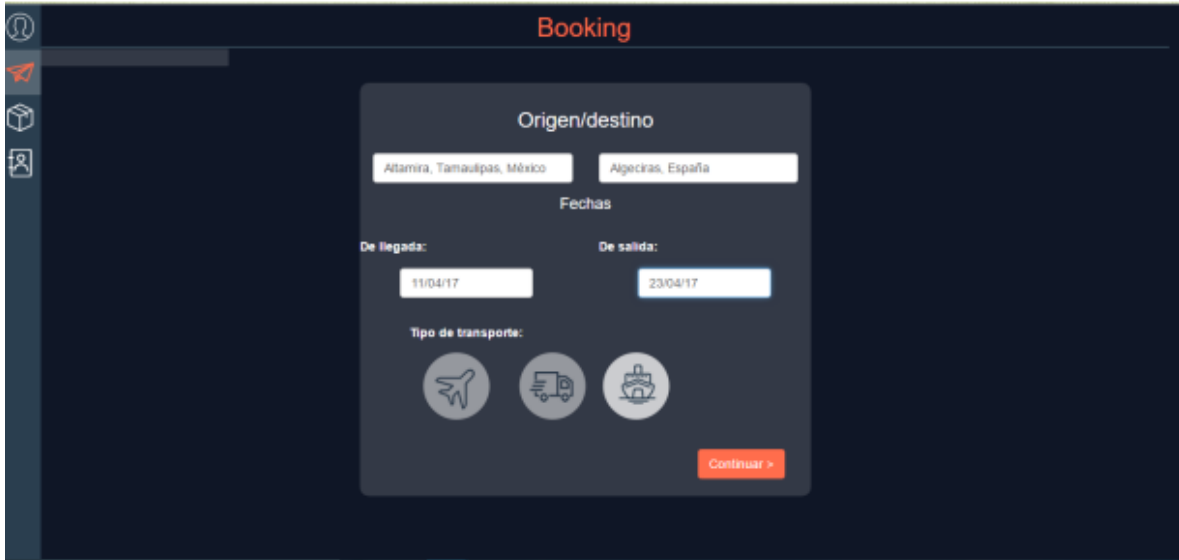 Booking
Origen/destino
Altamira, Tamaulipas, México
Algeciras, España
Fechas
De llegada:
De salida:
11/04/17
23/04/17
Tipo de transporte:
Continuar >